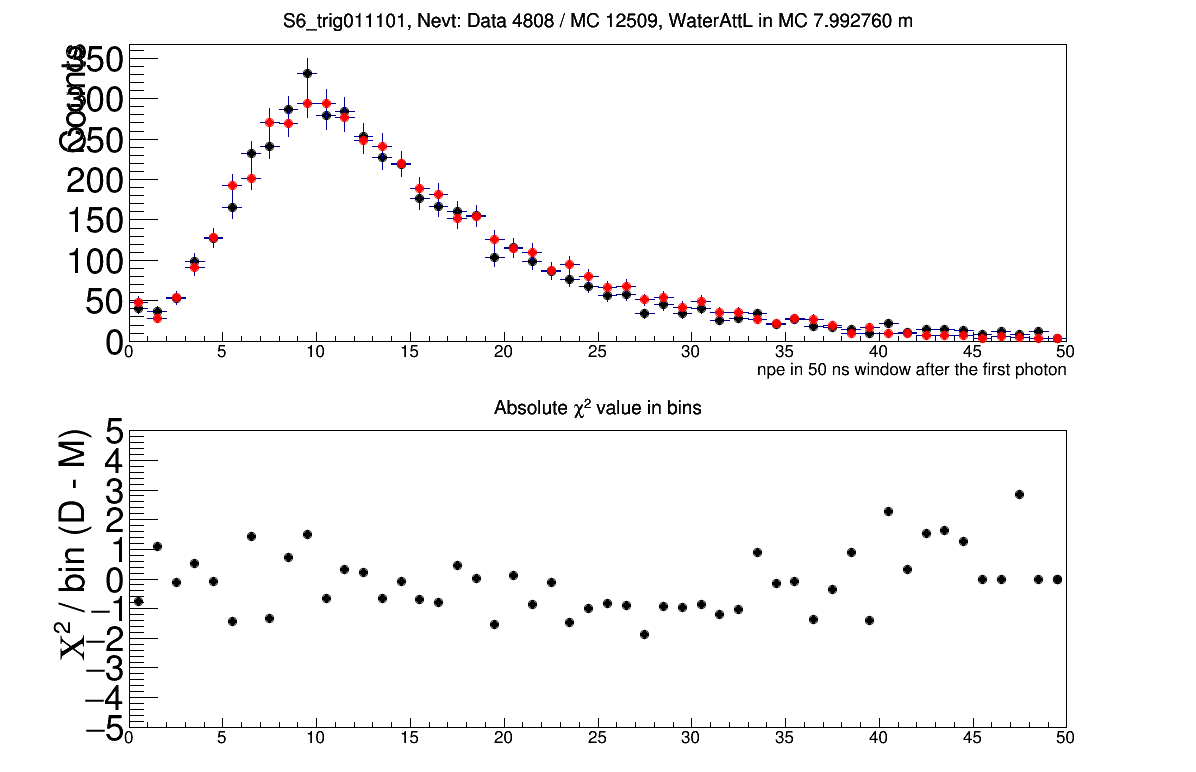 S6_trig011101, Nevt: Data 4808 / MC 12509, WaterAttL in MC 7.992760 m
Counts
350
300
250
200
150
100
50
0
0 5 10 15 20 25 30 35 40 45 50
npe in 50 ns window after the first photon
Absolute χ² value in bins
X² / bin (D - M)
5
4
3
2
1
0
−1
−2
−3
−4
−5
0 5 10 15 20 25 30 35 40 45 50